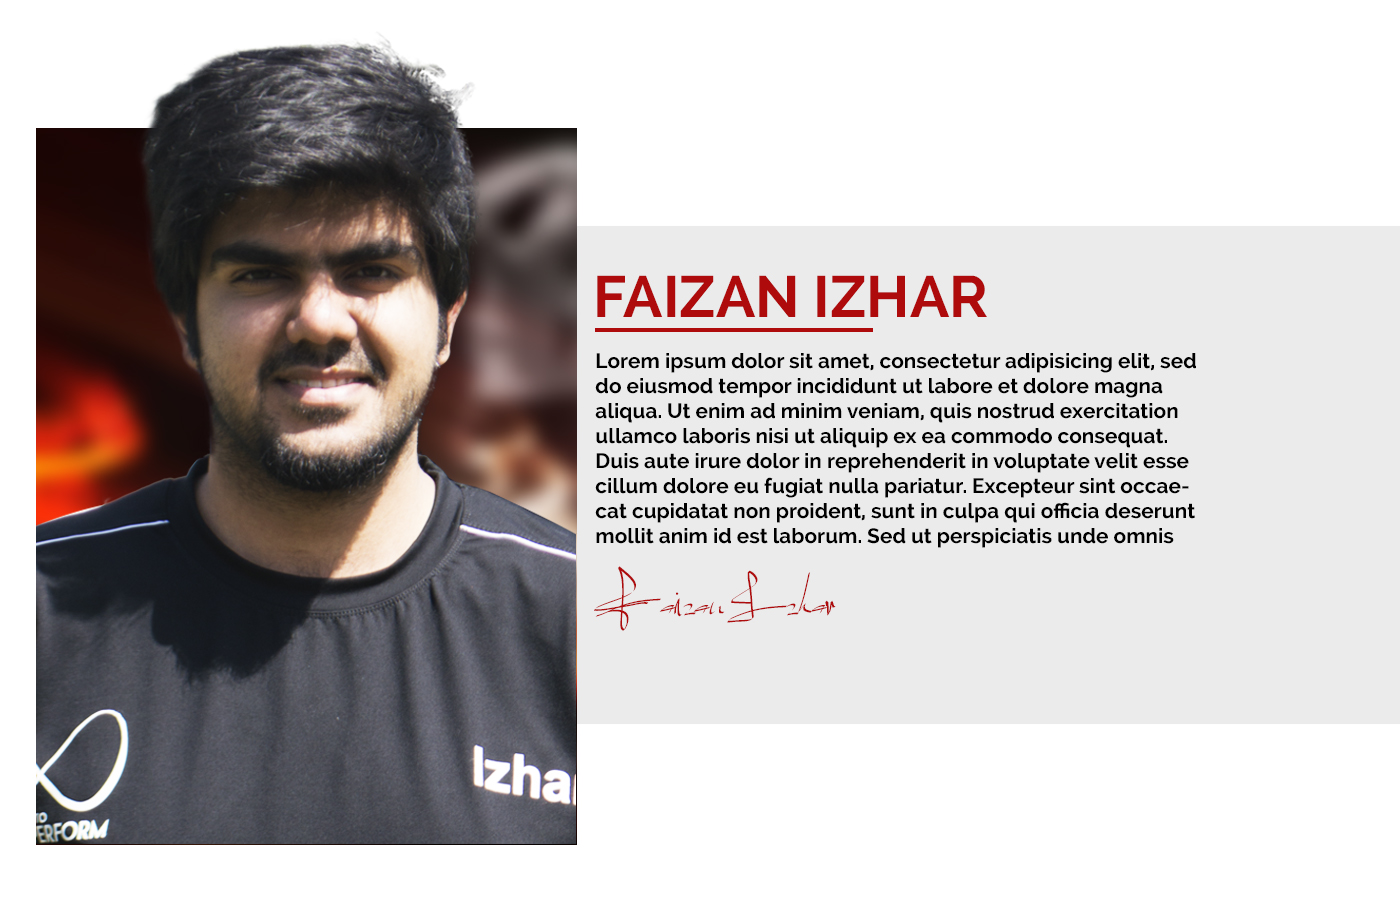 FAIZAN IZHAR
Lorem ipsum dolor sit amet, consectetur adipisicing elit, sed
do eiusmod tempor incididunt ut labore et dolore magna
aliqua. Ut enim ad minim veniam, quis nostrud exercitation
ullamco laboris nisi ut aliquip ex ea commodo consequat.
Duis aute irure dolor in reprehenderit in voluptate velit esse
cillum dolore eu fugiat nulla pariatur. Excepteur sint occae-
cat cupidatat non proident, sunt in culpa qui officia deserunt
mollit anim id est laborum. Sed ut perspiciatis unde omnis
Faizan Izhar
Izhar
TO
ERFORM